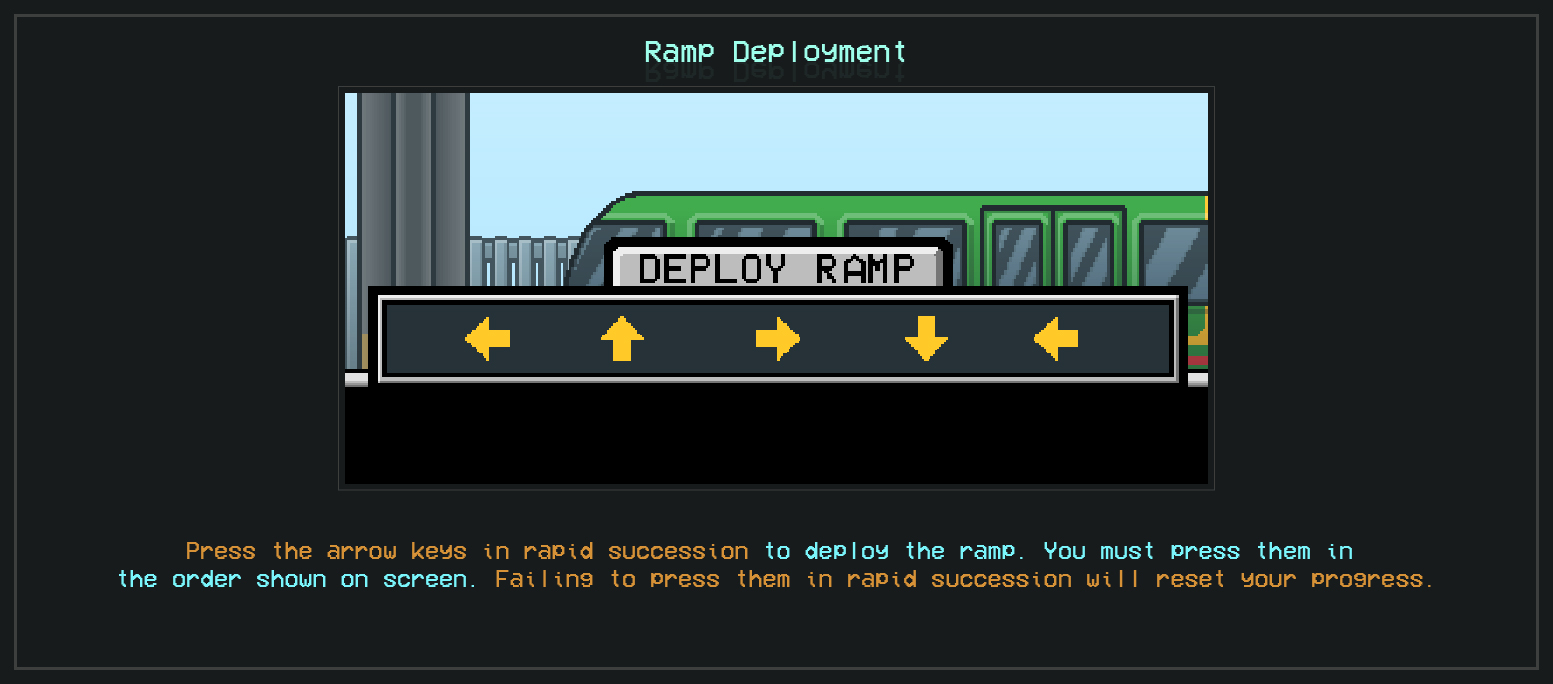 Ramp Deployment
DEPLOY RAMP
Press the arrow keys in rapid succession to deploy the ramp. You must press them in
the order shown on screen. Failing to press them in rapid succession will reset your progress.